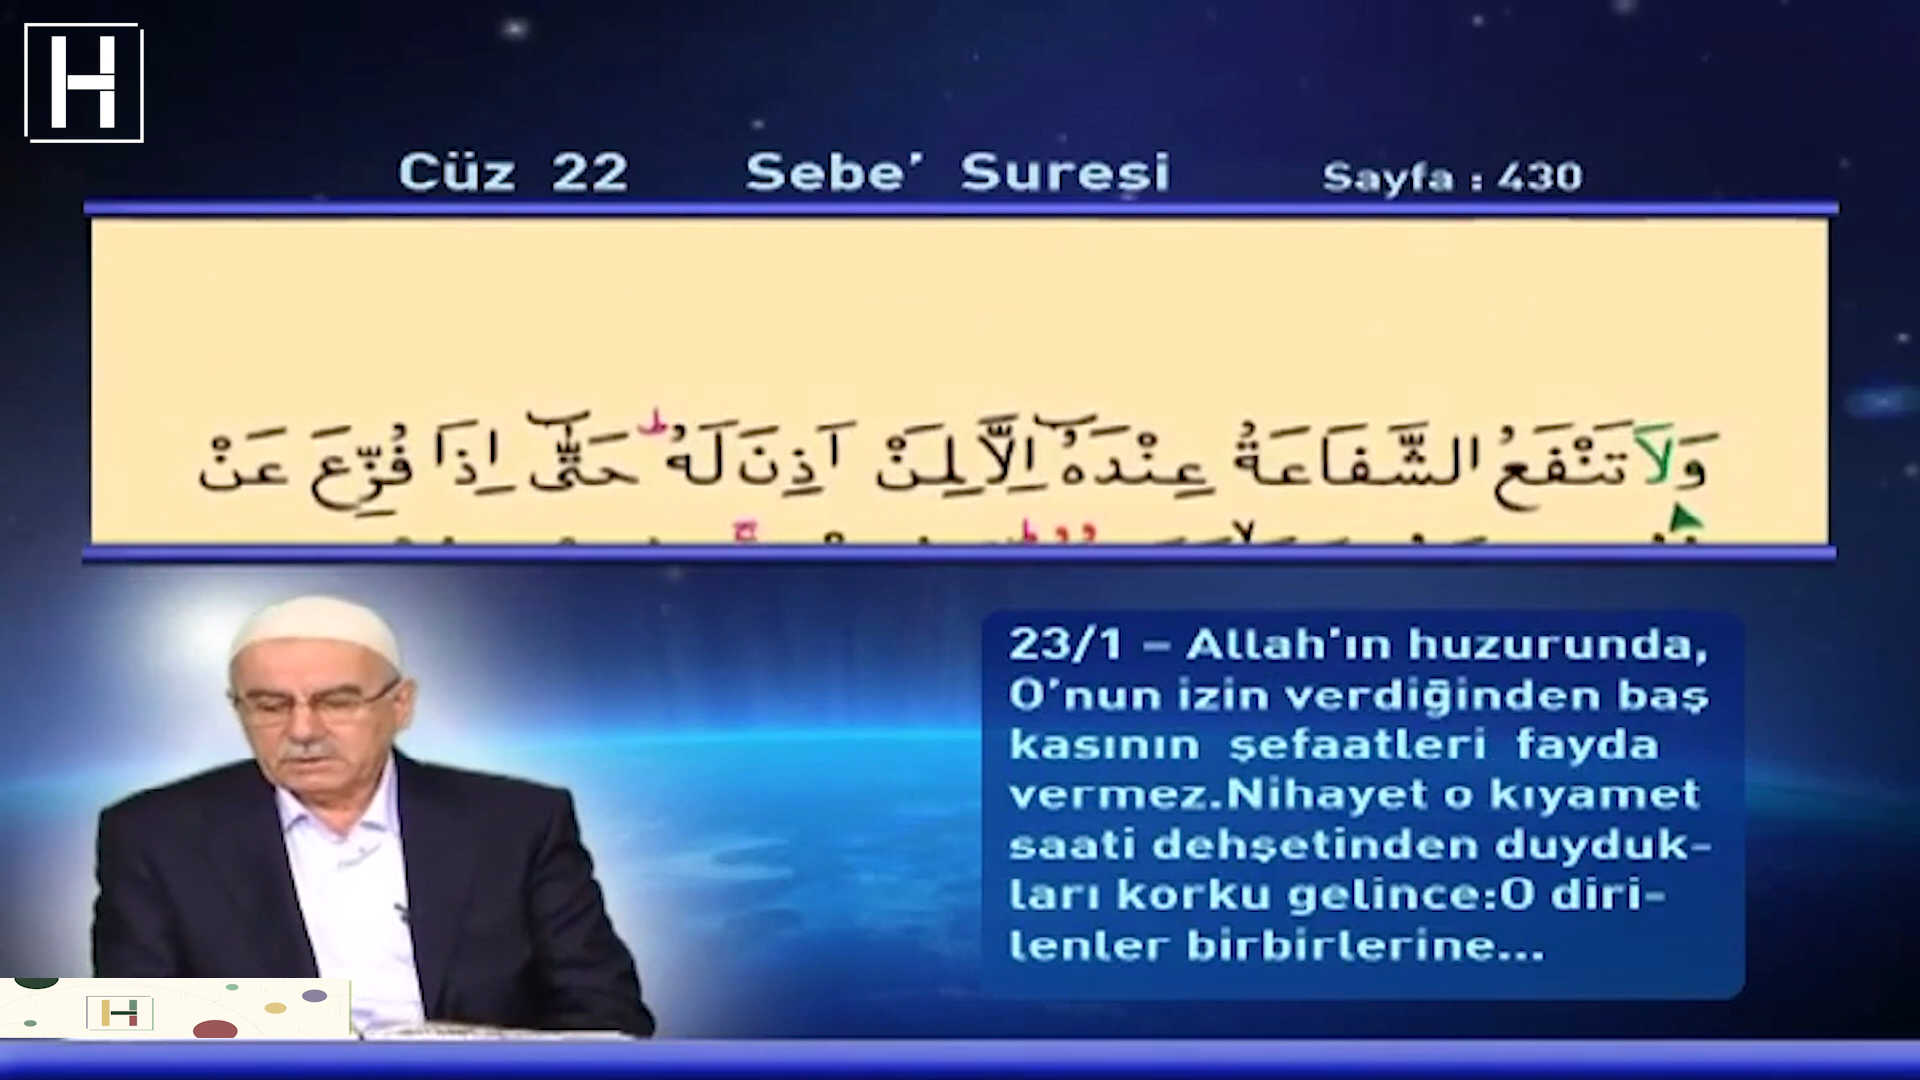 H
Cüz 22 Sebe' Suresi Sayfa : 430
وَلاَ تَنْفَعُ الشَّفَاعَةُ عِنْدَهُٓ اِلَّا لِمَنْ اَذِنَ لَهُ ط حَتّٰٓى اِذَا فُزِّعَ عَنْ
23/1 – Allah'ın huzurunda,
O'nun izin verdiğinden baş
kasının şefaatleri fayda
vermez.Nihayet o kıyamet
saati dehşetinden duyduk-
ları korku gelince:O diri-
lenler birbirlerine...
H